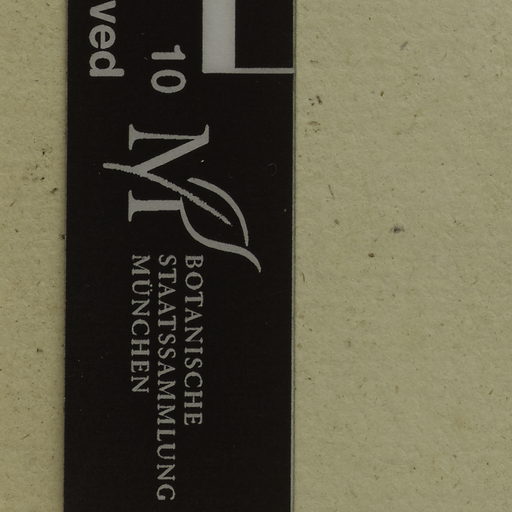 ved
10
BOTANISCHE
STAATSSAMMLUNG
MÜNCHEN